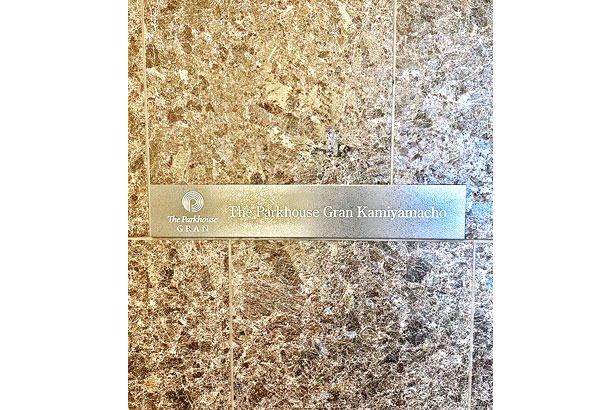 The Parkhouse
GRAN
The Parkhouse Gran Kamiyamacho